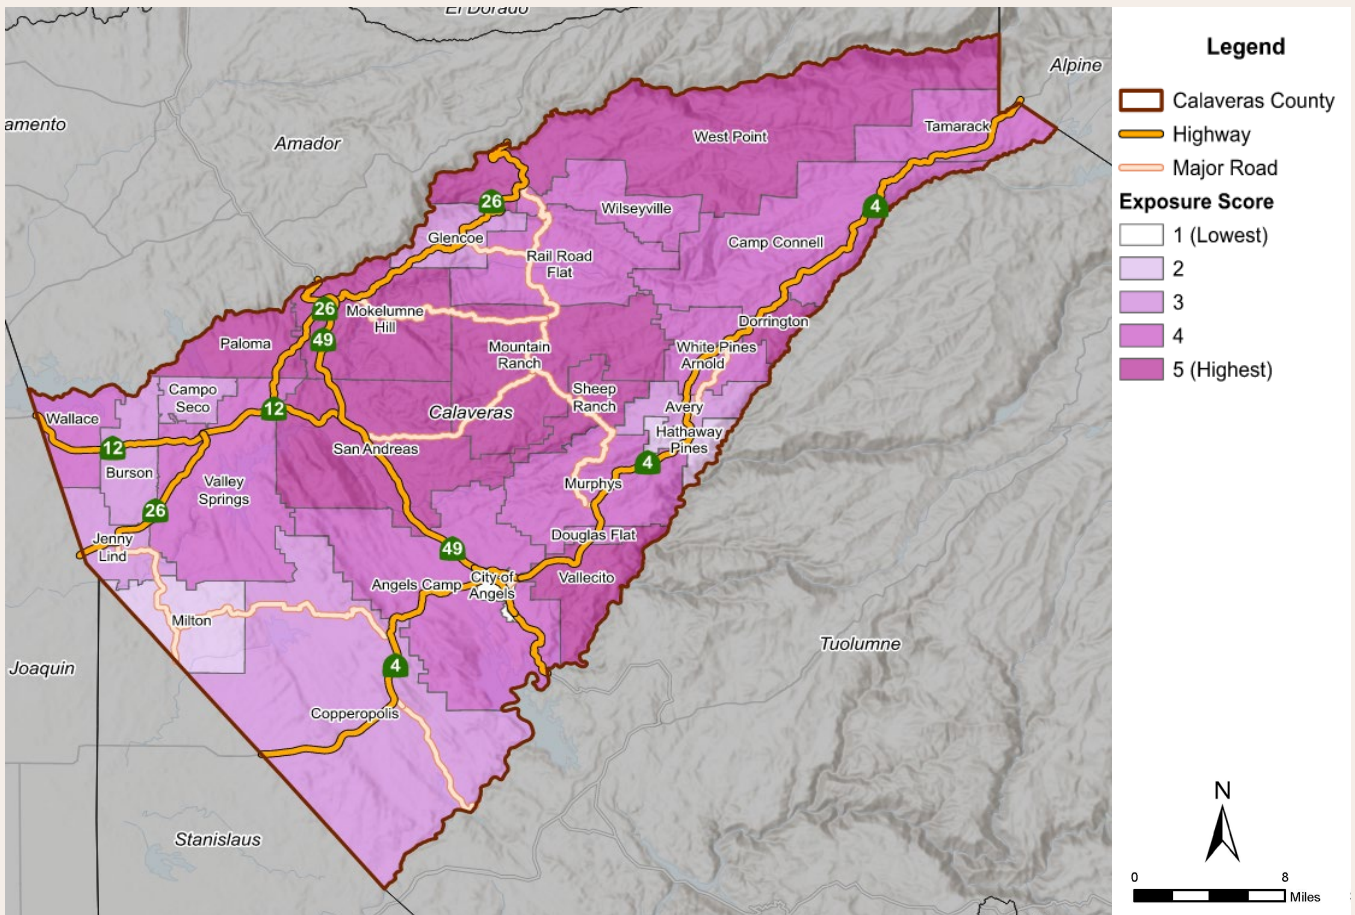 El Dorado
Alpine
amento
Amador
Tamarack
West Point
26
Wilseyville
4
Glencoe
Camp Connell
Rail Road
Flat
26
Mokelumne
Hill
Dorrington
49
Paloma
Mountain
Ranch
White Pines
Arnold
Campo
Seco
Sheep
Ranch
Wallace
12
Calaveras
Avery
12
San Andreas
Hathaway
Pines
Burson
4
Valley
Springs
Murphys
26
Jenny
Lind
Douglas Flat
49
Angels Camp
City of
Angels
Vallecito
Milton
Tuolumne
Joaquin
4
Copperopolis
Stanislaus
Legend
Calaveras County
Highway
Major Road
Exposure Score
1 (Lowest)
2
3
4
5 (Highest)
N
0 8
Miles